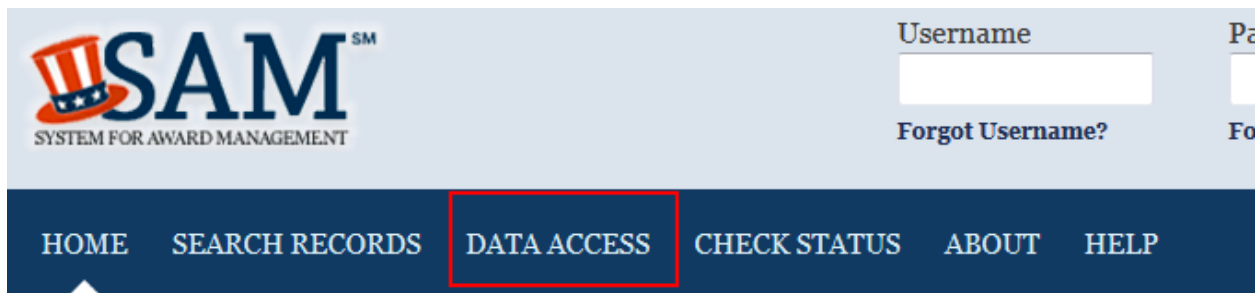 SAM SM
SYSTEM FOR AWARD MANAGEMENT
Username
Forgot Username?
HOME SEARCH RECORDS DATA ACCESS CHECK STATUS ABOUT HELP